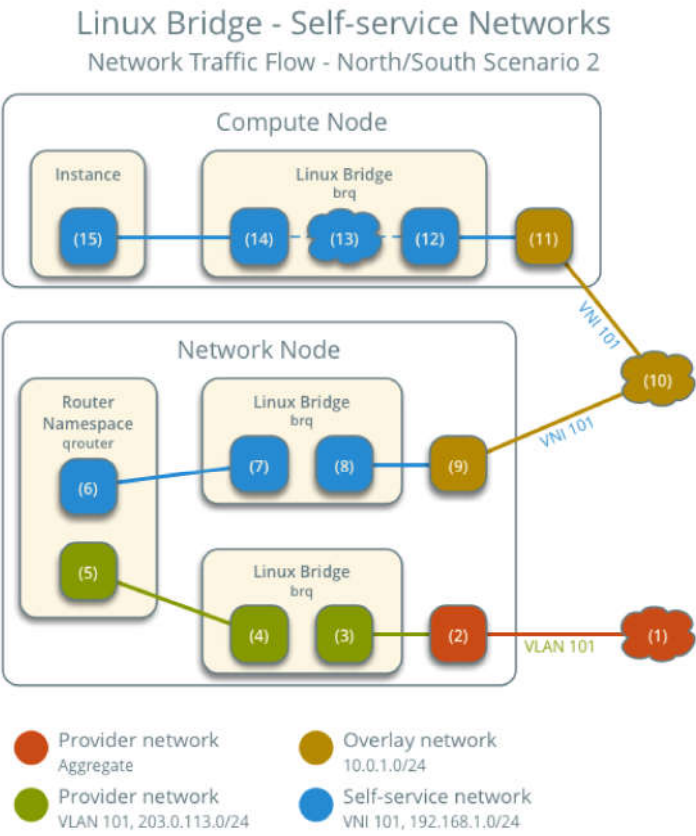 Linux Bridge - Self-service Networks
Network Traffic Flow - North/South Scenario 2
Compute Node
Instance
Linux Bridge
brq
(15)
(14)
(13)
(12)
(11)
VNI 101
(10)
VNI 101
Network Node
Router
Namespace
qrouter
Linux Bridge
brq
(6)
(7)
(8)
(9)
(5)
Linux Bridge
brq
(4)
(3)
(2)
VLAN 101
(1)
Provider network
Aggregate
Overlay network
10.0.1.0/24
Provider network
VLAN 101, 203.0.113.0/24
Self-service network
VNI 101, 192.168.1.0/24